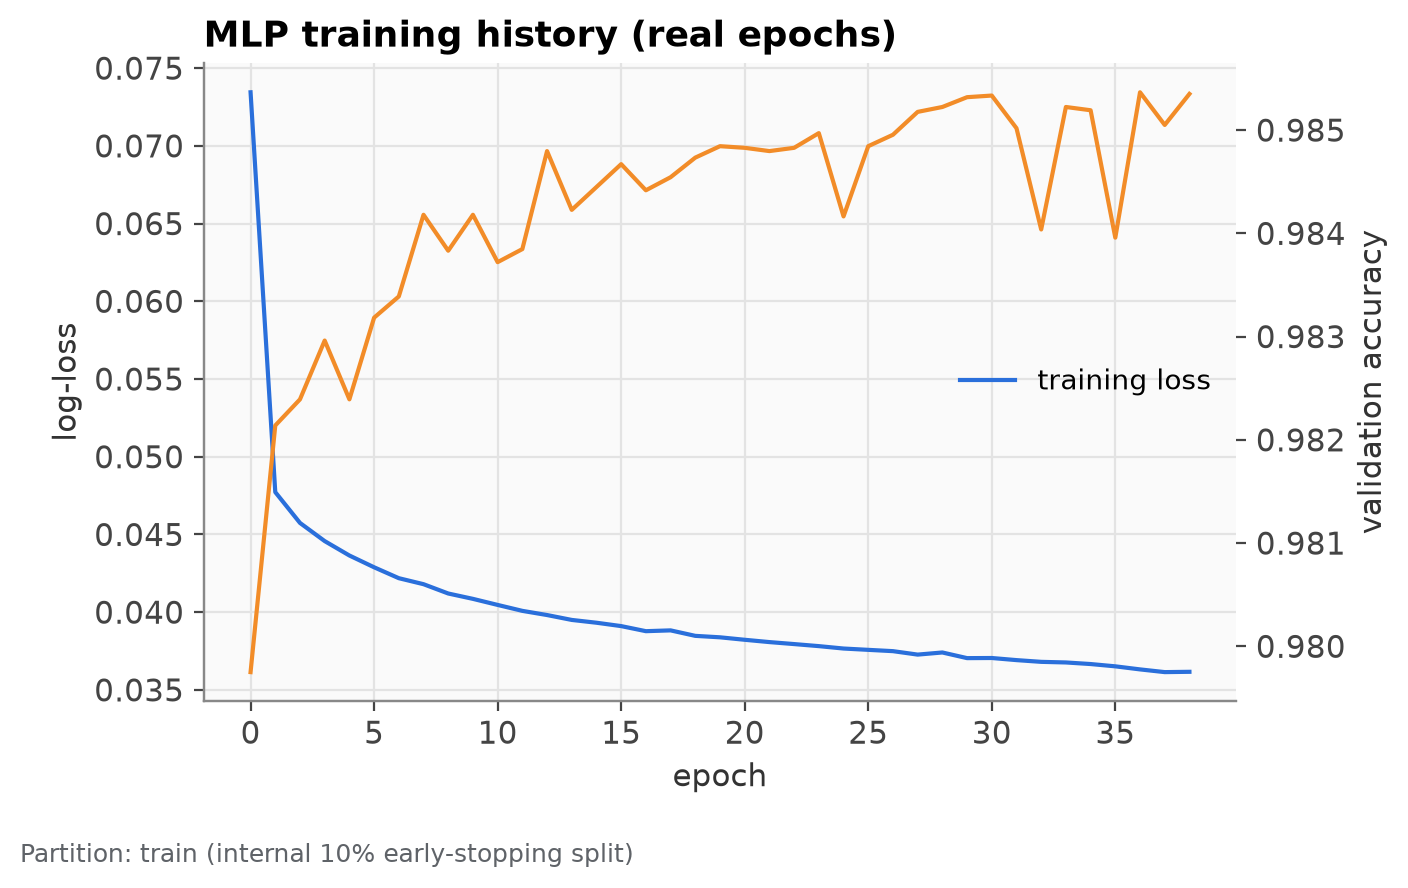 MLP training history (real epochs)
0.075
0.070
0.065
0.060
0.055
0.050
0.045
0.040
0.035
log-loss
0.985
0.984
0.983
0.982
0.981
0.980
validation accuracy
training loss
0 5 10 15 20 25 30 35
epoch
Partition: train (internal 10% early-stopping split)